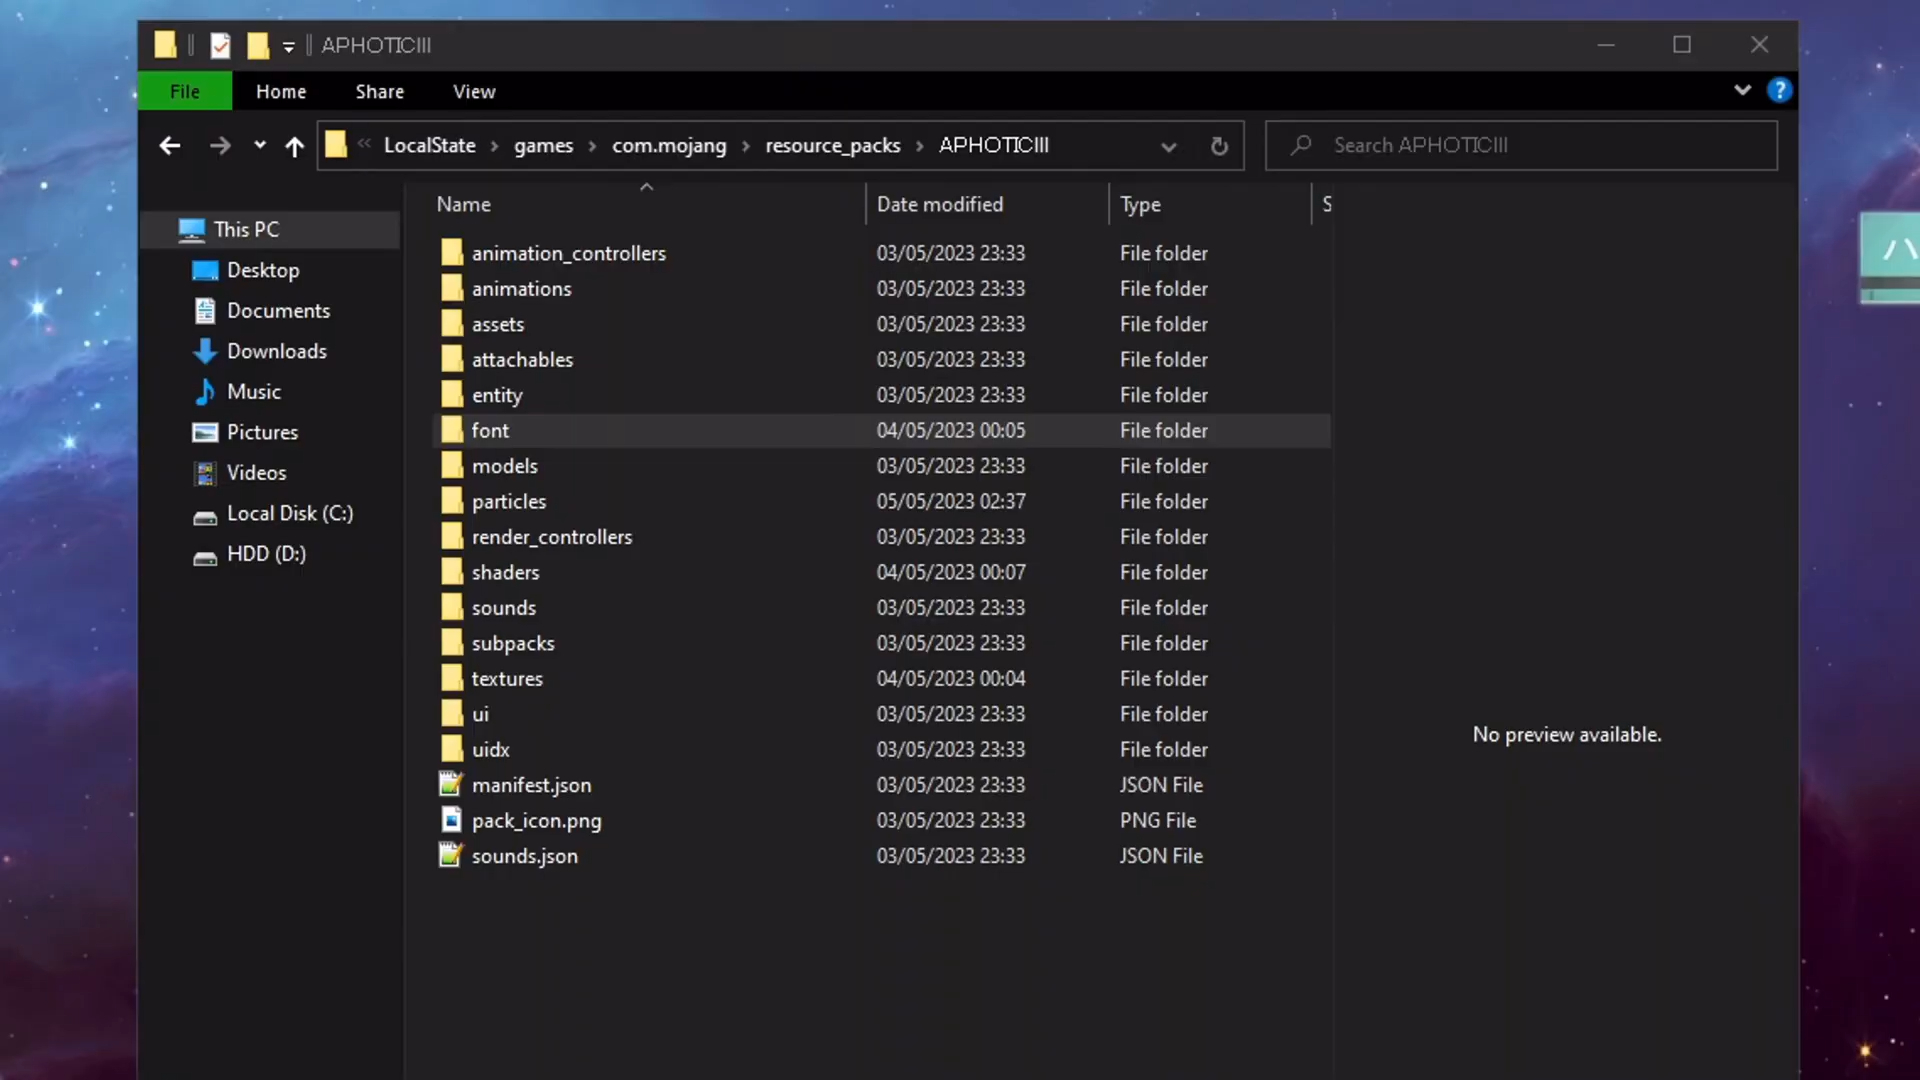 APHOTICIII
File Home Share View
?
« LocalState › games › com.mojang › resource_packs › APHOTICIII
Search APHOTICIII
Name Date modified Type S
This PC
Desktop
Documents
Downloads
Music
Pictures
Videos
Local Disk (C:)
HDD (D:)
animation_controllers 03/05/2023 23:33 File folder
animations 03/05/2023 23:33 File folder
assets 03/05/2023 23:33 File folder
attachables 03/05/2023 23:33 File folder
entity 03/05/2023 23:33 File folder
font 04/05/2023 00:05 File folder
models 03/05/2023 23:33 File folder
particles 05/05/2023 02:37 File folder
render_controllers 03/05/2023 23:33 File folder
shaders 04/05/2023 00:07 File folder
sounds 03/05/2023 23:33 File folder
subpacks 03/05/2023 23:33 File folder
textures 04/05/2023 00:04 File folder
ui 03/05/2023 23:33 File folder
uidx 03/05/2023 23:33 File folder
manifest.json 03/05/2023 23:33 JSON File
pack_icon.png 03/05/2023 23:33 PNG File
sounds.json 03/05/2023 23:33 JSON File
No preview available.